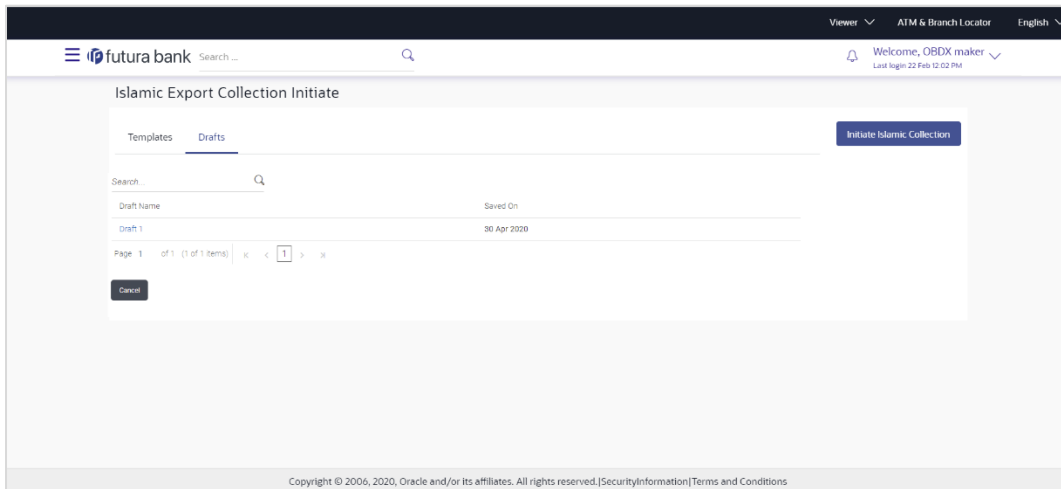 Viewer ATM & Branch Locator English
futura bank Search ... Welcome, OBDX maker
Last login 22 Feb 12:02 PM
Islamic Export Collection Initiate
Templates Drafts Initiate Islamic Collection
Search...
Draft Name Saved On
Draft 1 30 Apr 2020
Page 1 of 1 (1 of 1 items) 1
Cancel
Copyright © 2006, 2020, Oracle and/or its affiliates. All rights reserved.|SecurityInformation|Terms and Conditions